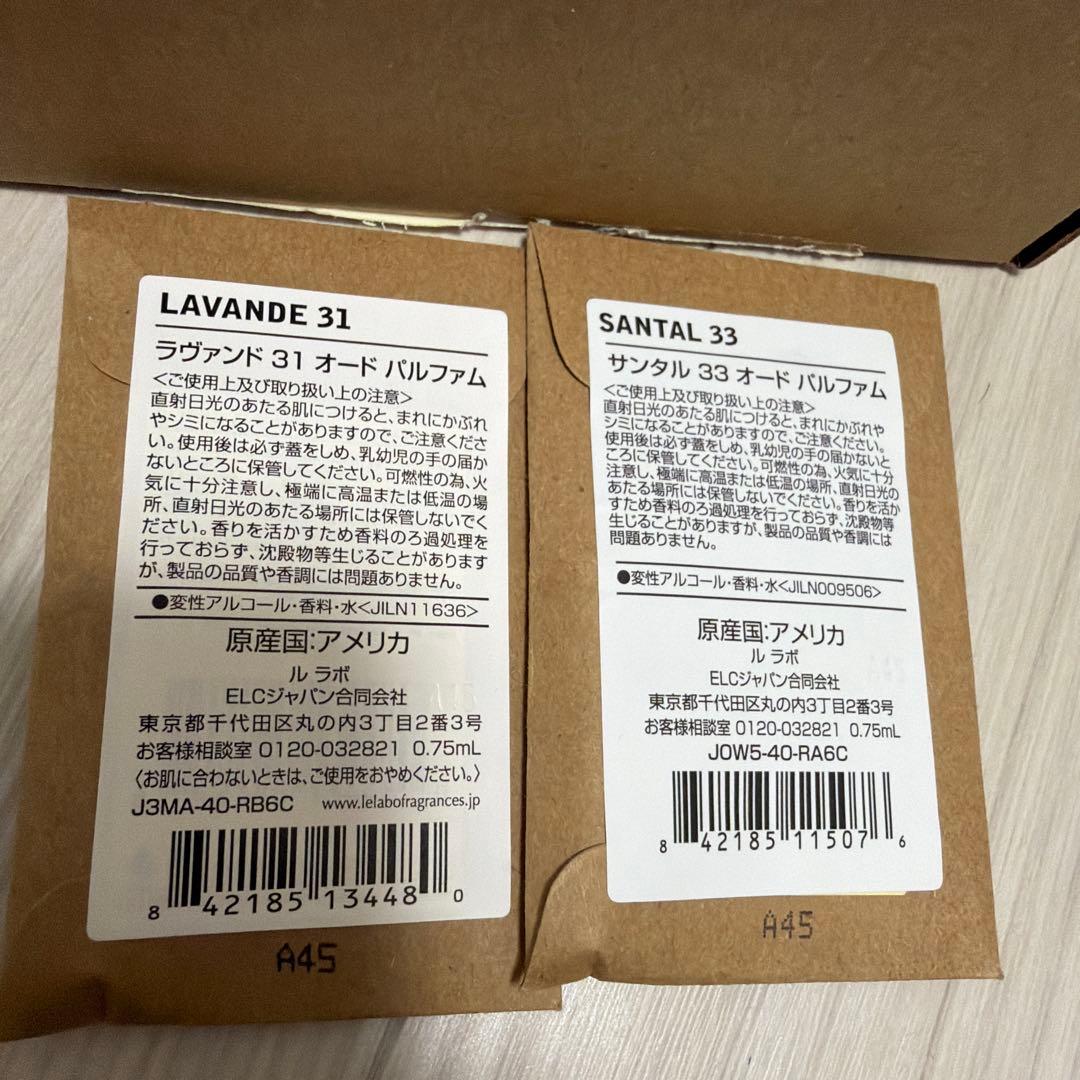 LAVANDE 31
ラヴァンド 31 オード パルファム
<ご使用上及び取り扱い上の注意>
直射日光のあたる肌につけると、まれにかぶれ
やシミになることがありますので、ご注意くださ
い。使用後は必ず蓋をしめ、乳幼児の手の届か
ないところに保管してください。可燃性の為、火
気に十分注意し、極端に高温または低温の場
所、直射日光のあたる場所には保管しないでく
ださい。香りを活かすため香料のろ過処理を
行っておらず、沈殿物等生じることがあります
が、製品の品質や香調には問題ありません。
●変性アルコール・香料・水<JILN11636>
原産国:アメリカ
ル ラボ
ELCジャパン合同会社
東京都千代田区丸の内3丁目2番3号
お客様相談室 0120-032821 0.75mL
〈お肌に合わないときは、ご使用をおやめください。〉
J3MA-40-RB6C www.lelabofragrances.jp
8 42185 13448 0
A45
SANTAL 33
サンタル 33 オード パルファム
<ご使用上及び取り扱い上の注意>
直射日光のあたる肌につけると、まれにかぶれや
シミになることがありますので、ご注意ください。
使用後は必ず蓋をしめ、乳幼児の手の届かないと
ころに保管してください。可燃性の為、火気に十分
注意し、極端に高温または低温の場所、直射日光の
あたる場所には保管しないでください。香りを活か
すため香料のろ過処理を行っておらず、沈殿物等
生じることがありますが、製品の品質や香調には
問題ありません。
●変性アルコール・香料・水<JILN009506>
原産国:アメリカ
ル ラボ
ELCジャパン合同会社
東京都千代田区丸の内3丁目2番3号
お客様相談室 0120-032821 0.75mL
J0W5-40-RA6C
8 42185 11507 6
A45